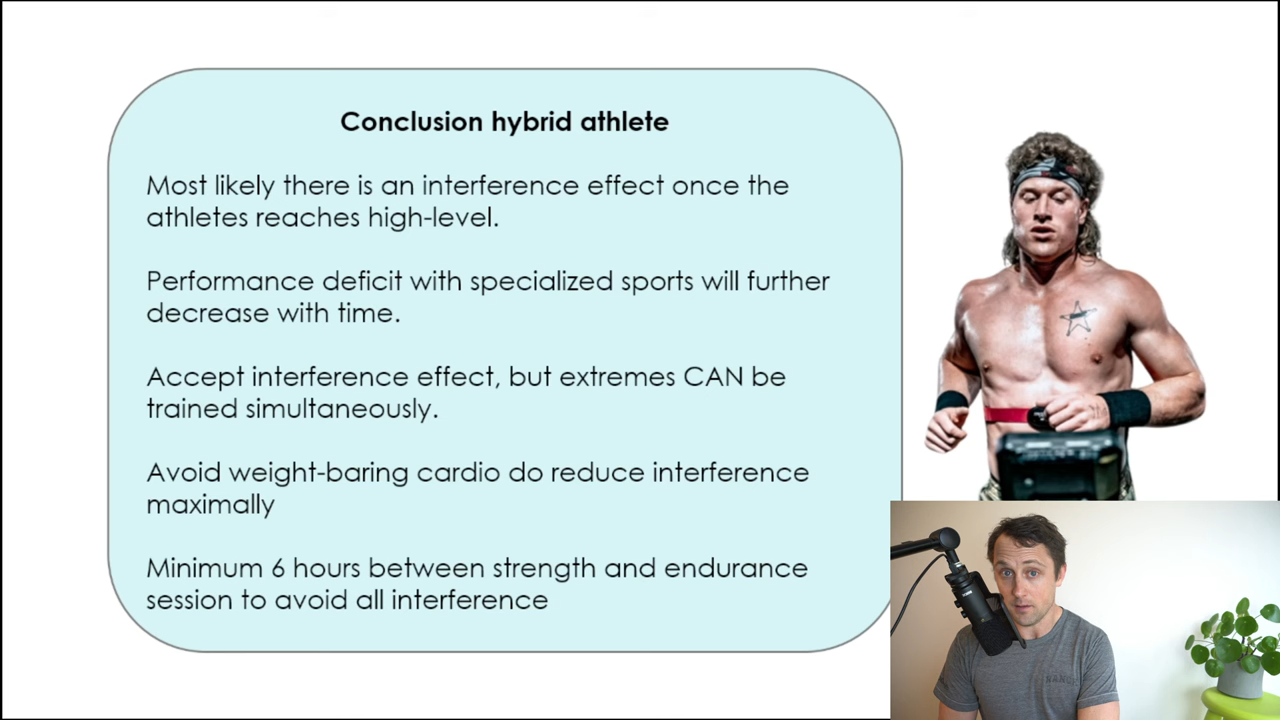 Conclusion hybrid athlete
Most likely there is an interference effect once the
athletes reaches high-level.
Performance deficit with specialized sports will further
decrease with time.
Accept interference effect, but extremes CAN be
trained simultaneously.
Avoid weight-baring cardio do reduce interference
maximally
Minimum 6 hours between strength and endurance
session to avoid all interference